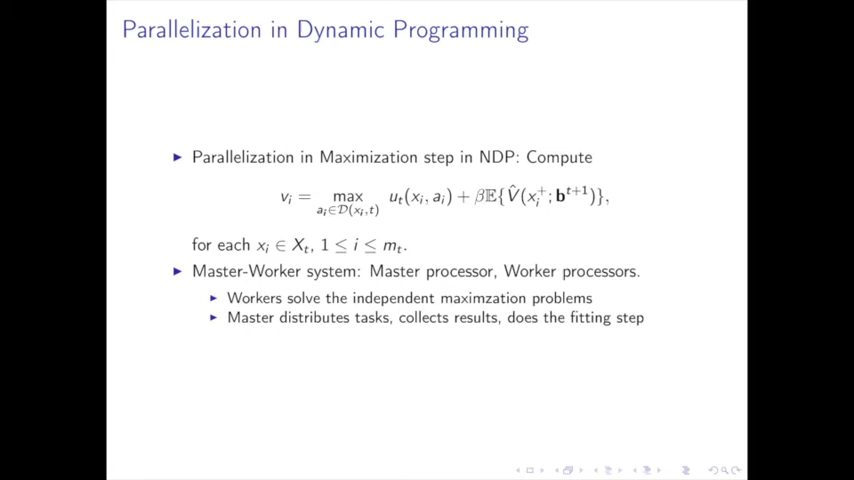 Parallelization in Dynamic Programming
▶ Parallelization in Maximization step in NDP: Compute
v_i = max_{a_i∈𝒟(x_i,t)} u_t(x_i, a_i) + β𝔼{V̂(x_i^+; 𝐛^{t+1})},
for each x_i ∈ X_t, 1 ≤ i ≤ m_t.
▶ Master-Worker system: Master processor, Worker processors.
▶ Workers solve the independent maximzation problems
▶ Master distributes tasks, collects results, does the fitting step